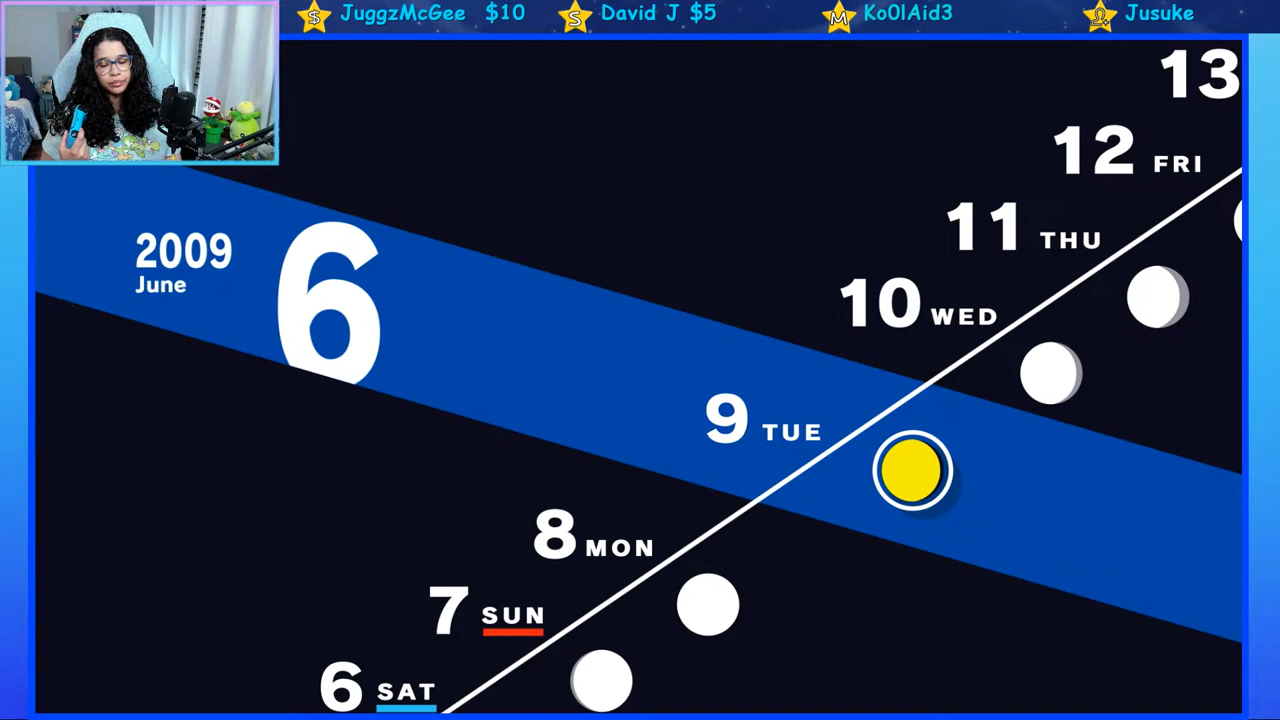 JuggzMcGee $10
David J $5
Ko0lAid3
Jusuke
13
12 FRI
11 THU
10 WED
2009
June
6
9 TUE
8 MON
7 SUN
6 SAT